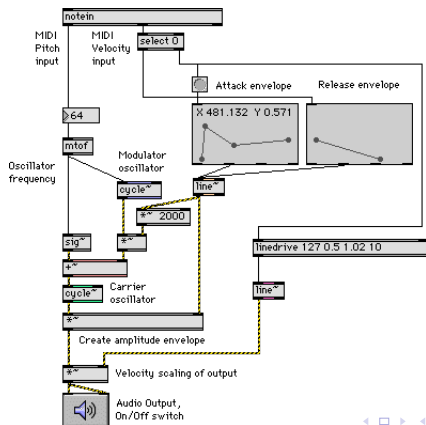 notein
MIDI
Pitch
input
MIDI
Velocity
input
select 0
Attack envelope
Release envelope
64
X 481.132 Y 0.571
mtof
Oscillator
frequency
Modulator
oscillator
cycle~
line~
*~ 2000
sig~
*~
linedrive 127 0.5 1.02 10
+~
cycle~
Carrier
oscillator
line~
*~
Create amplitude envelope
*~
Velocity scaling of output
Audio Output,
On/Off switch